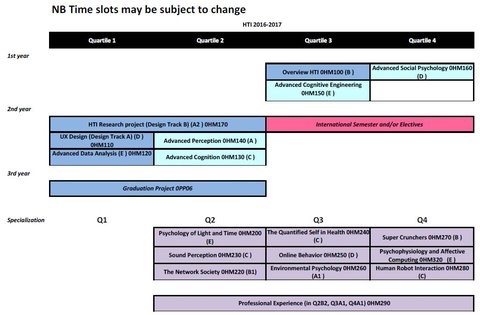 NB Time slots may be subject to change
HTI 2016-2017
Quartile 1 Quartile 2 Quartile 3 Quartile 4
1st year
Overview HTI 0HM100 (B )
Advanced Social Psychology 0HM160
(D )
Advanced Cognitive Engineering
0HM150 (E )
2nd year
HTI Research project (Design Track B) (A2 ) 0HM170
International Semester and/or Electives
UX Design (Design Track A) (D )
0HM110
Advanced Perception 0HM140 (A )
Advanced Data Analysis (E ) 0HM120
Advanced Cognition 0HM130 (C )
3rd year
Graduation Project 0PP06
Specialization Q1 Q2 Q3 Q4
Psychology of Light and Time 0HM200
(E)
The Quantified Self in Health 0HM240
(C )
Super Crunchers 0HM270 (B )
Sound Perception 0HM230 (C )
Online Behavior 0HM250 (D )
Psychophysiology and Affective
Computing 0HM320 (E )
The Network Society 0HM220 (B1)
Environmental Psychology 0HM260
(A1 )
Human Robot Interaction 0HM280
(C)
Professional Experience (in Q2B2, Q3A1, Q4A1) 0HM290